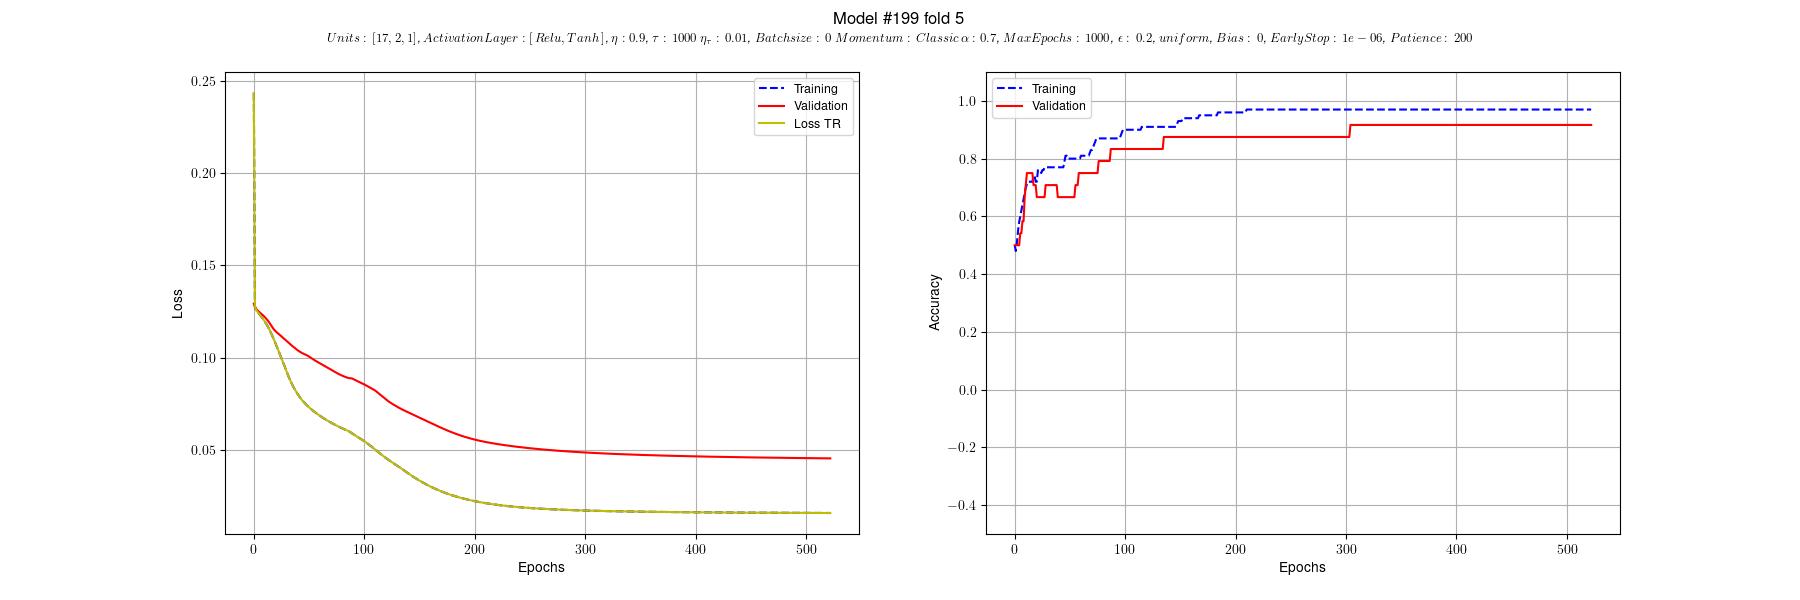 Model #199 fold 5
Units : [17, 2, 1], ActivationLayer : [ Relu, Tanh], η : 0.9, τ : 1000 η_τ : 0.01, Batchsize : 0 Momentum : Classic α : 0.7, MaxEpochs : 1000, ϵ : 0.2, uniform, Bias : 0, EarlyStop : 1e − 06, Patience : 200
Loss
0.25
0.20
0.15
0.10
0.05
Training
Validation
Loss TR
0 100 200 300 400 500
Epochs
Accuracy
1.0
0.8
0.6
0.4
0.2
0.0
−0.2
−0.4
Training
Validation
0 100 200 300 400 500
Epochs